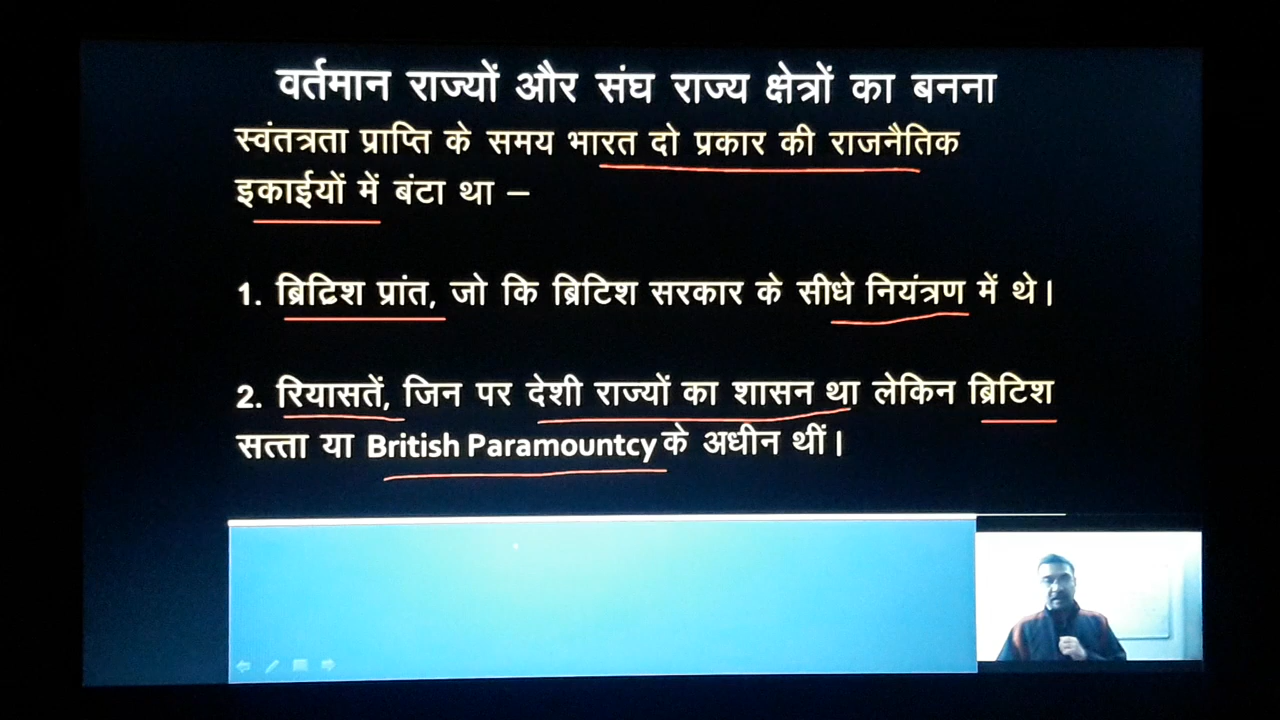 वर्तमान राज्यों और संघ राज्य क्षेत्रों का बनना
स्वंतत्रता प्राप्ति के समय भारत दो प्रकार की राजनैतिक
इकाईयों में बंटा था –
1. ब्रिटिश प्रांत, जो कि ब्रिटिश सरकार के सीधे नियंत्रण में थे।
2. रियासतें, जिन पर देशी राज्यों का शासन था लेकिन ब्रिटिश
सत्ता या British Paramountcy के अधीन थीं।